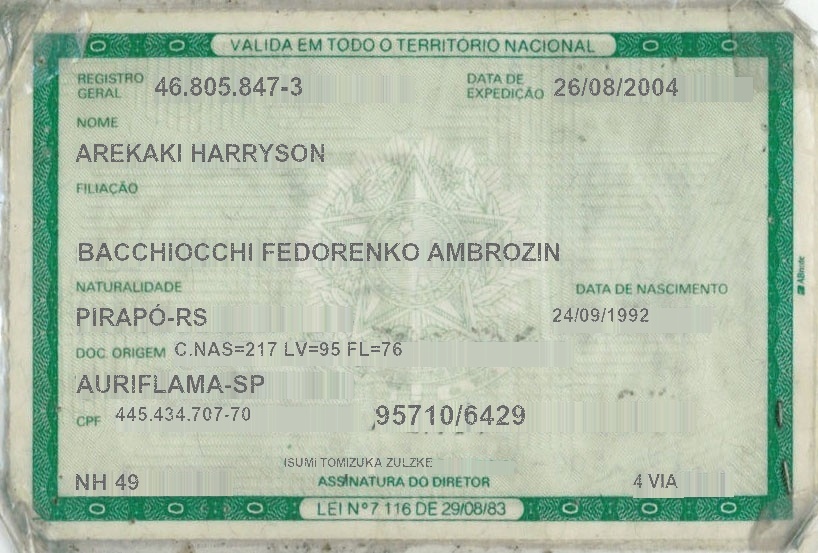 VALIDA EM TODO O TERRITÓRIO NACIONAL
REGISTRO GERAL 46.805.847-3 DATA DE EXPEDIÇÃO 26/08/2004
NOME
AREKAKI HARRYSON
FILIAÇÃO
BACCHIOCCHI FEDORENKO AMBROZIN
NATURALIDADE DATA DE NASCIMENTO
PIRAPÓ-RS 24/09/1992
DOC. ORIGEM C.NAS=217 LV=95 FL=76
AURIFLAMA-SP
CPF 445.434.707-70 95710/6429
ISUMI TOMIZUKA ZULZKE
NH 49 ASSINATURA DO DIRETOR 4 VIA
LEI Nº 7 116 DE 29/08/83
ABnote